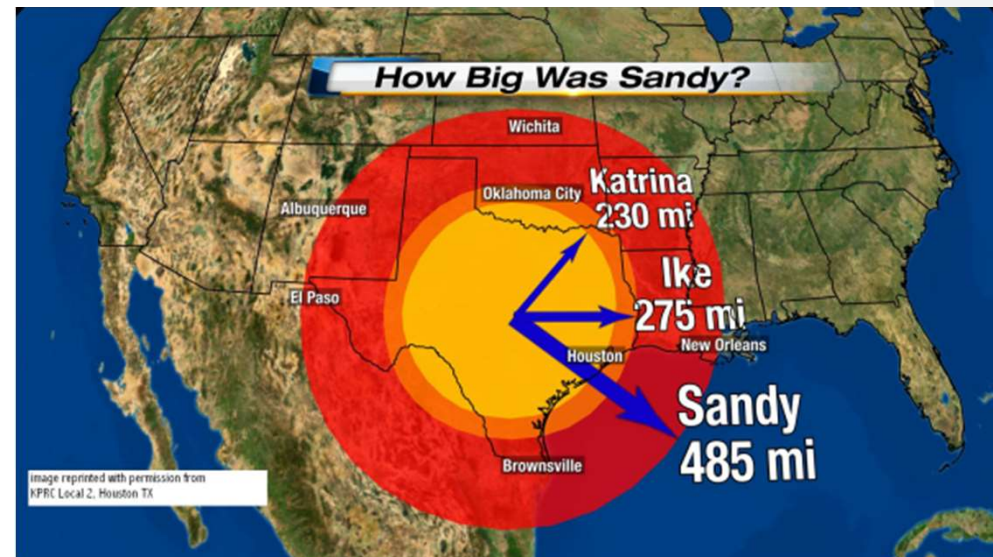 How Big Was Sandy?
Wichita
Katrina
230 mi
Oklahoma City
Albuquerque
Ike
275 mi
El Paso
New Orleans
Houston
Sandy
485 mi
Brownsville
image reprinted with permission from
KPRC Local 2, Houston TX